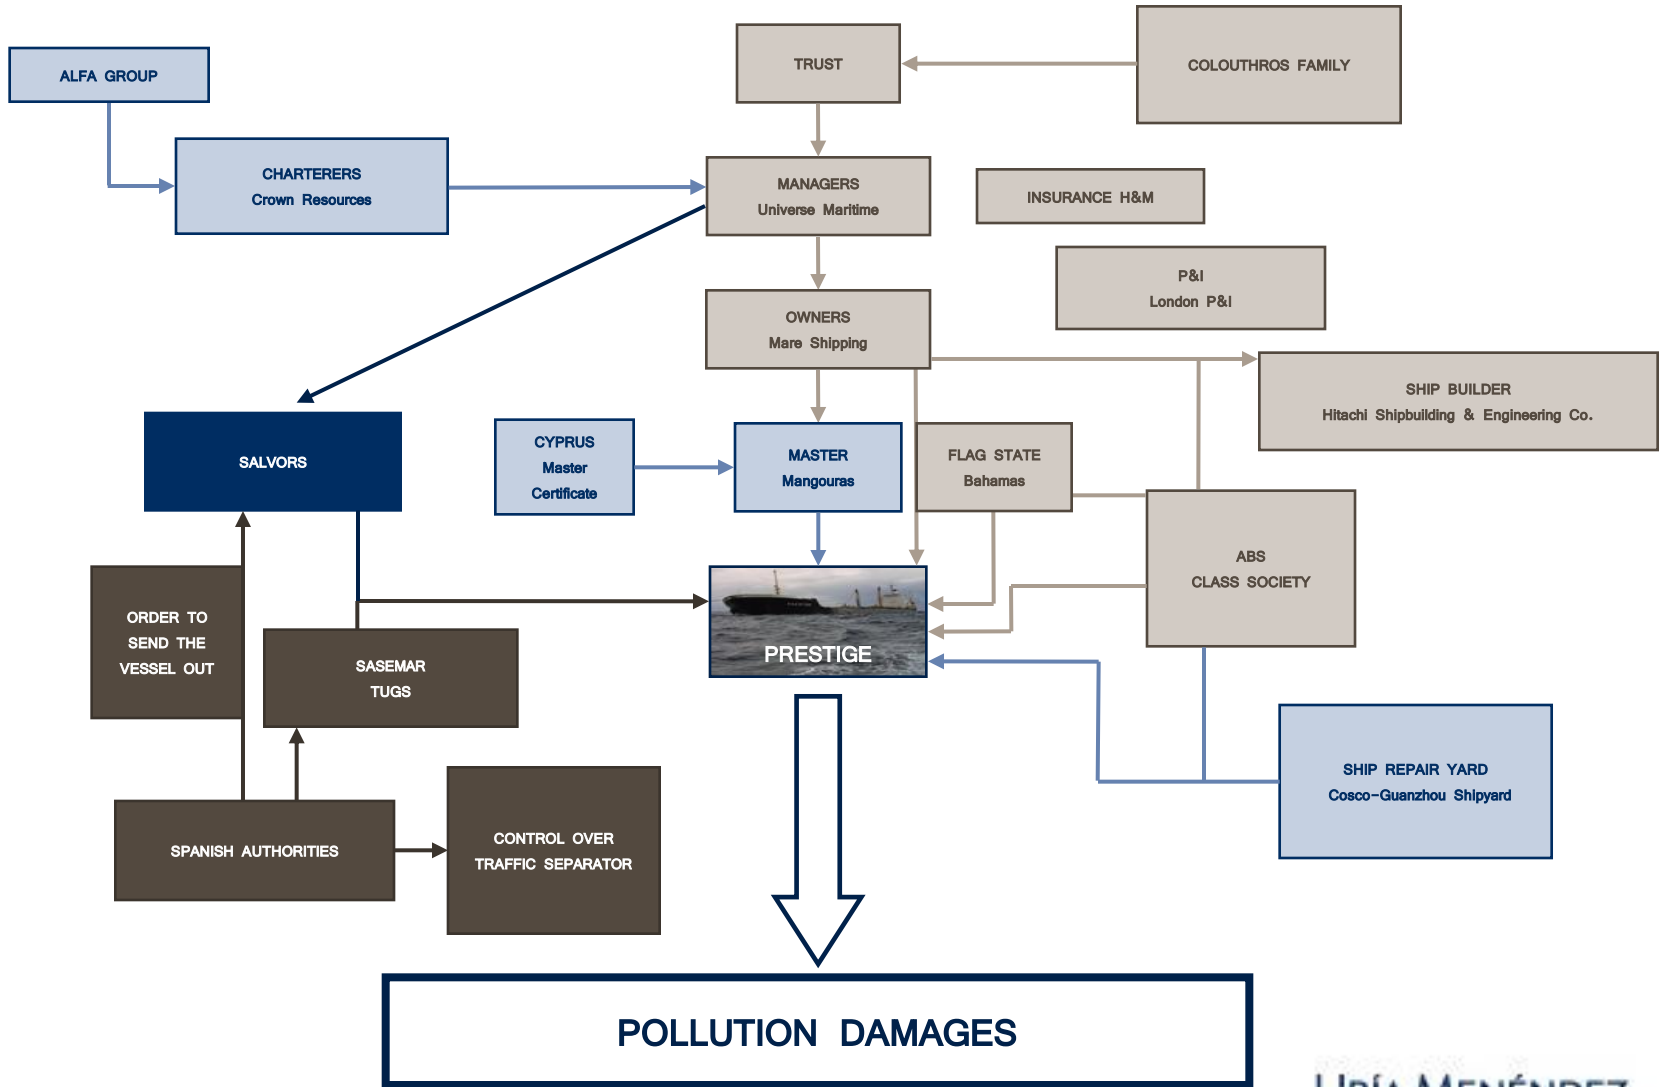 ALFA GROUP
TRUST
COLOUTHROS FAMILY
CHARTERERS
Crown Resources
MANAGERS
Universe Maritime
INSURANCE H&M
P&I
London P&I
OWNERS
Mare Shipping
SHIP BUILDER
Hitachi Shipbuilding & Engineering Co.
SALVORS
CYPRUS
Master
Certificate
MASTER
Mangouras
FLAG STATE
Bahamas
ABS
CLASS SOCIETY
ORDER TO
SEND THE
VESSEL OUT
SASEMAR
TUGS
PRESTIGE
SHIP REPAIR YARD
Cosco-Guanzhou Shipyard
SPANISH AUTHORITIES
CONTROL OVER
TRAFFIC SEPARATOR
POLLUTION DAMAGES
URÍA MENÉNDEZ